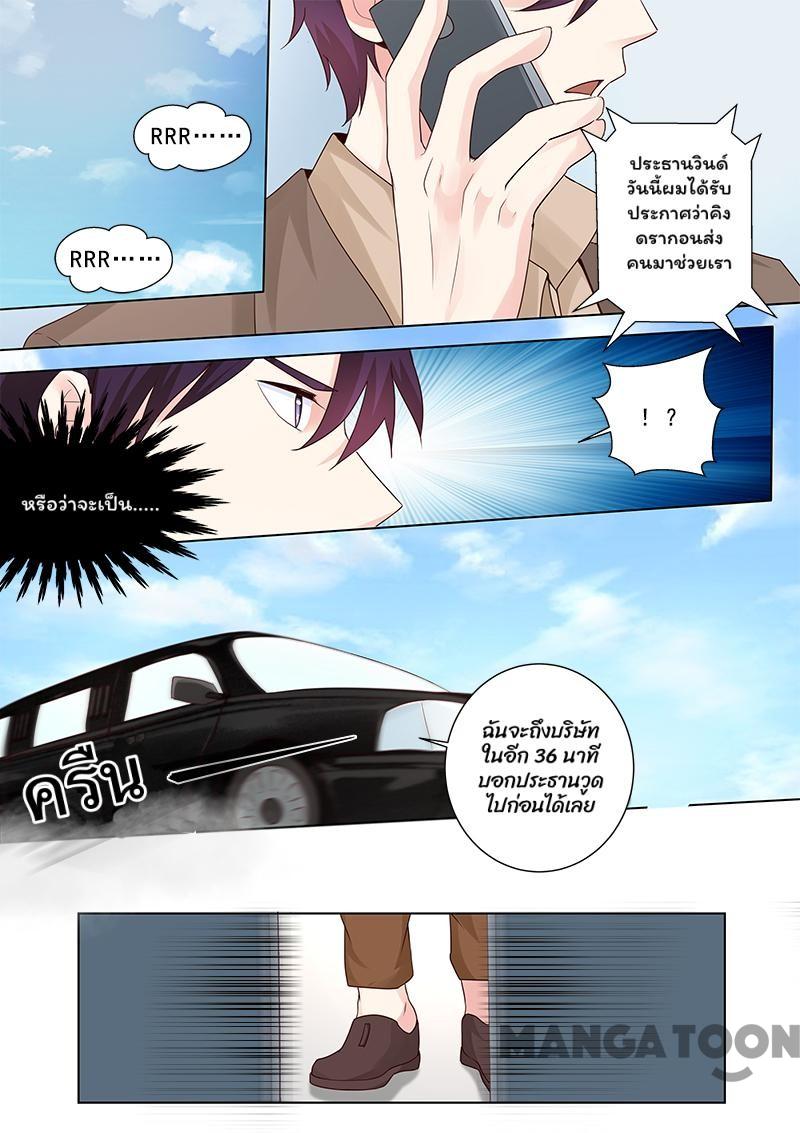 RRR……
RRR……
ประธานวินด์
วันนี้ผมได้รับ
ประกาศว่าคิง
ดรากอนส่ง
คนมาช่วยเรา
！？
หรือว่าจะเป็น.....
ฉันจะถึงบริษัท
ในอีก 36 นาที
บอกประธานวูด
ไปก่อนได้เลย
ครืน
MANGATOON